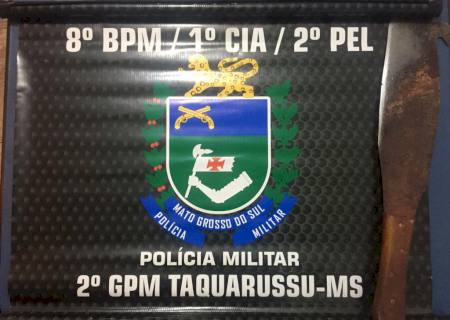 8º BPM / 1º CIA / 2º PEL
MATO GROSSO DO SUL
POLÍCIA MILITAR
POLÍCIA MILITAR
2º GPM TAQUARUSSU-MS